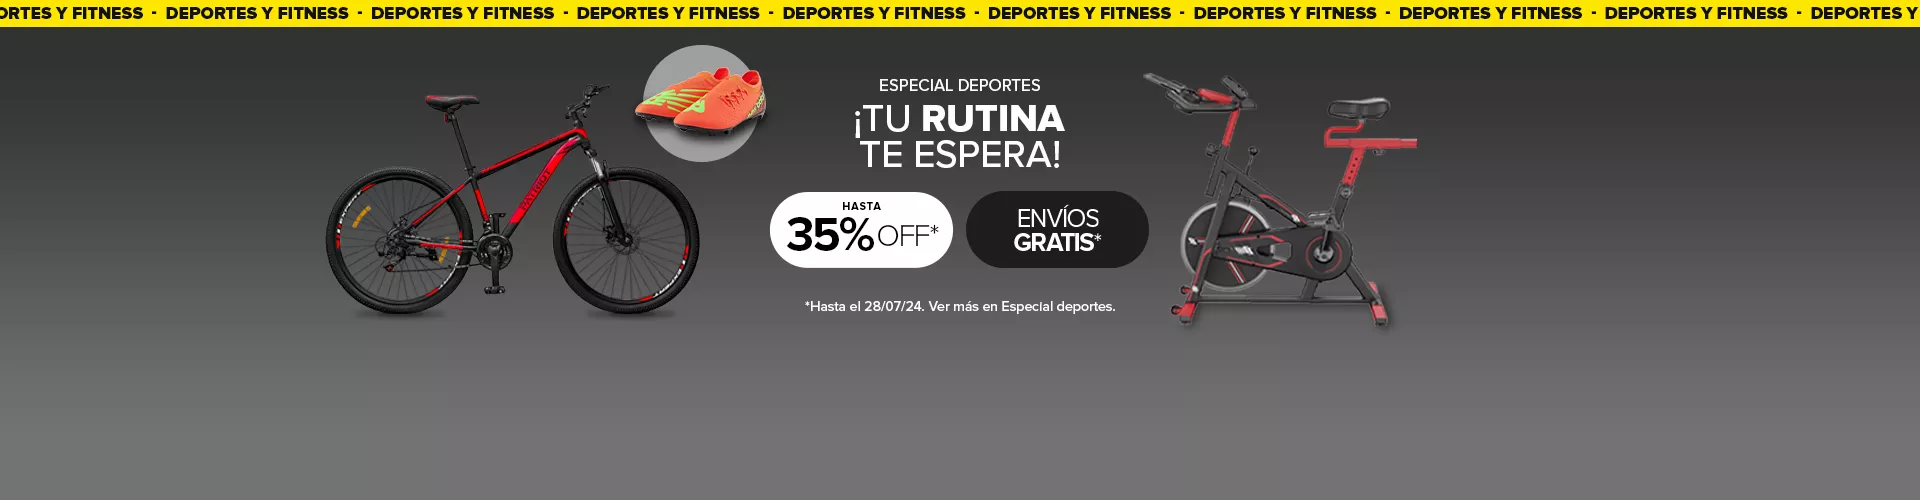 ORTES Y FITNESS - DEPORTES Y FITNESS - DEPORTES Y FITNESS - DEPORTES Y FITNESS - DEPORTES Y FITNESS - DEPORTES Y FITNESS - DEPORTES Y FITNESS - DEPORTES Y FITNESS - DEPORTES Y FITNESS - DEPORTES Y
ESPECIAL DEPORTES
¡TU RUTINA
TE ESPERA!
HASTA
35% OFF*
ENVÍOS
GRATIS*
*Hasta el 28/07/24. Ver más en Especial deportes.
PATRIOT